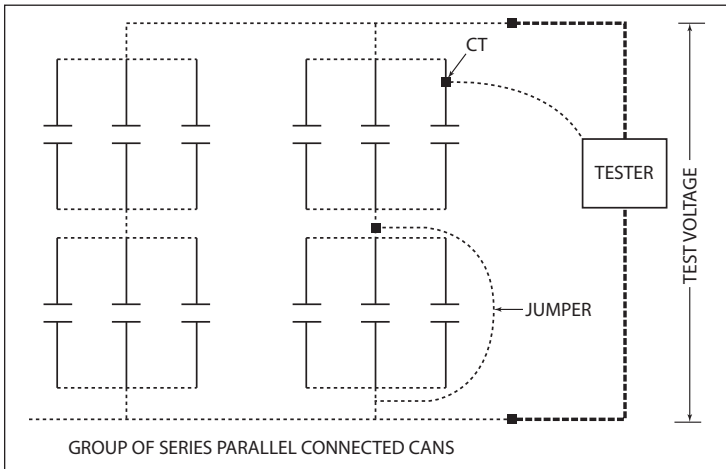 CT
TESTER
TEST VOLTAGE
JUMPER
GROUP OF SERIES PARALLEL CONNECTED CANS